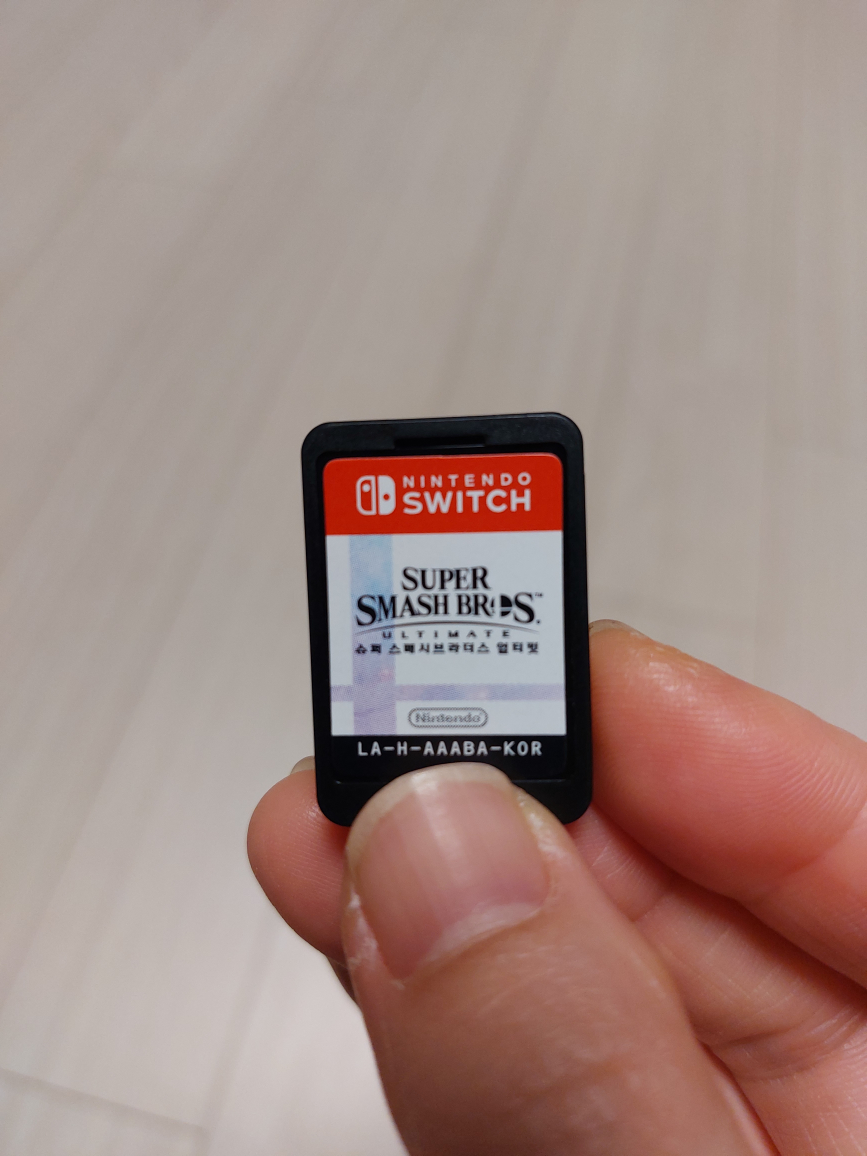 NINTENDO
SWITCH
SUPER
SMASH BROS.™
ULTIMATE
슈퍼 스매시브라더스 얼티밋
Nintendo
LA-H-AAABA-KOR